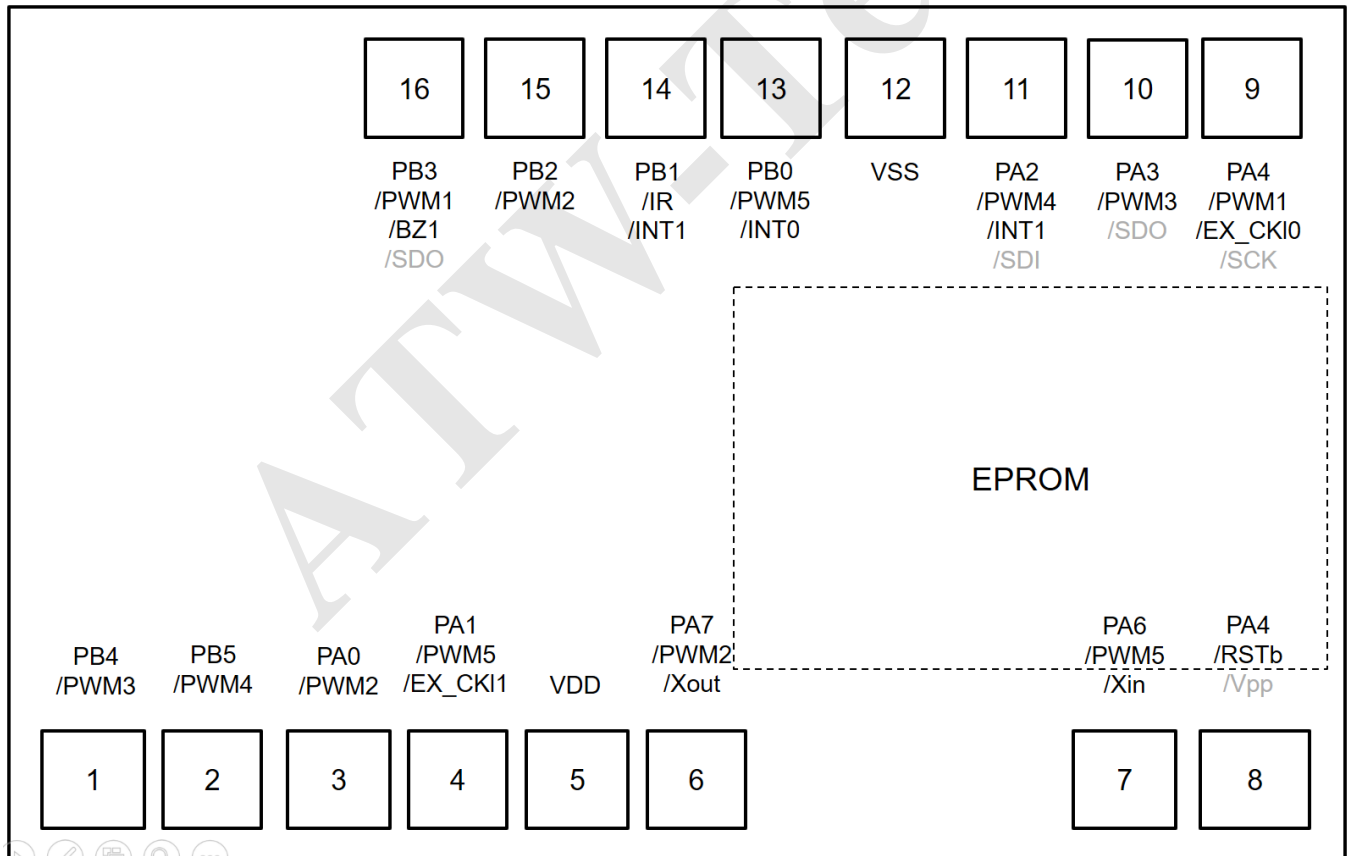 16 15 14 13 12 11 10 9
PB3
/PWM1
/BZ1
/SDO
PB2
/PWM2
PB1
/IR
/INT1
PB0
/PWM5
/INT0
VSS
PA2
/PWM4
/INT1
/SDI
PA3
/PWM3
/SDO
PA4
/PWM1
/EX_CKI0
/SCK
EPROM
PB4
/PWM3
PB5
/PWM4
PA0
/PWM2
PA1
/PWM5
/EX_CKI1
VDD
PA7
/PWM2
/Xout
PA6
/PWM5
/Xin
PA4
/RSTb
/Vpp
1 2 3 4 5 6 7 8
ATW-Te